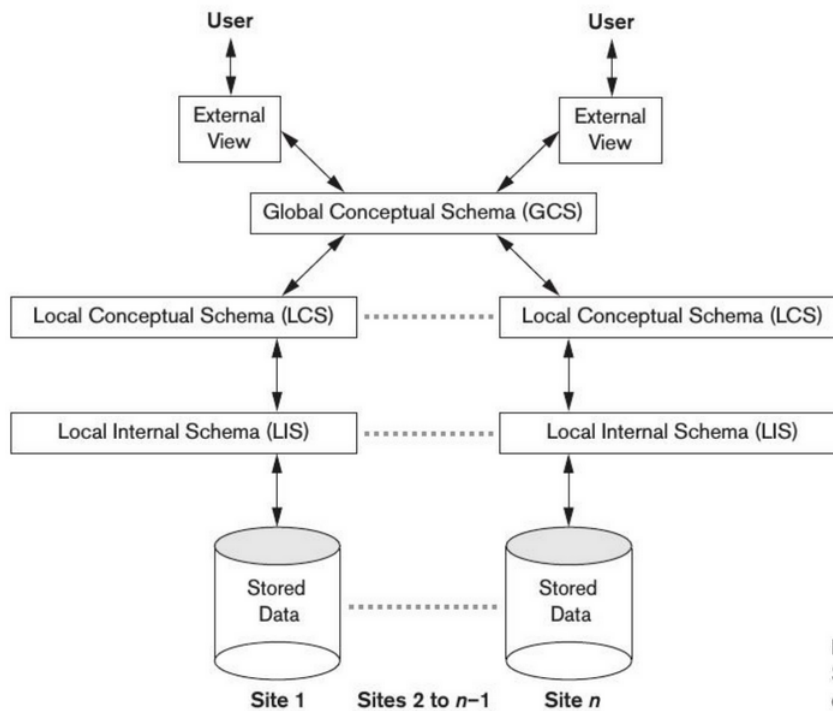 User User
External External
View View
Global Conceptual Schema (GCS)
Local Conceptual Schema (LCS) Local Conceptual Schema (LCS)
Local Internal Schema (LIS) Local Internal Schema (LIS)
Stored Stored
Data Data
Site 1 Sites 2 to n–1 Site n